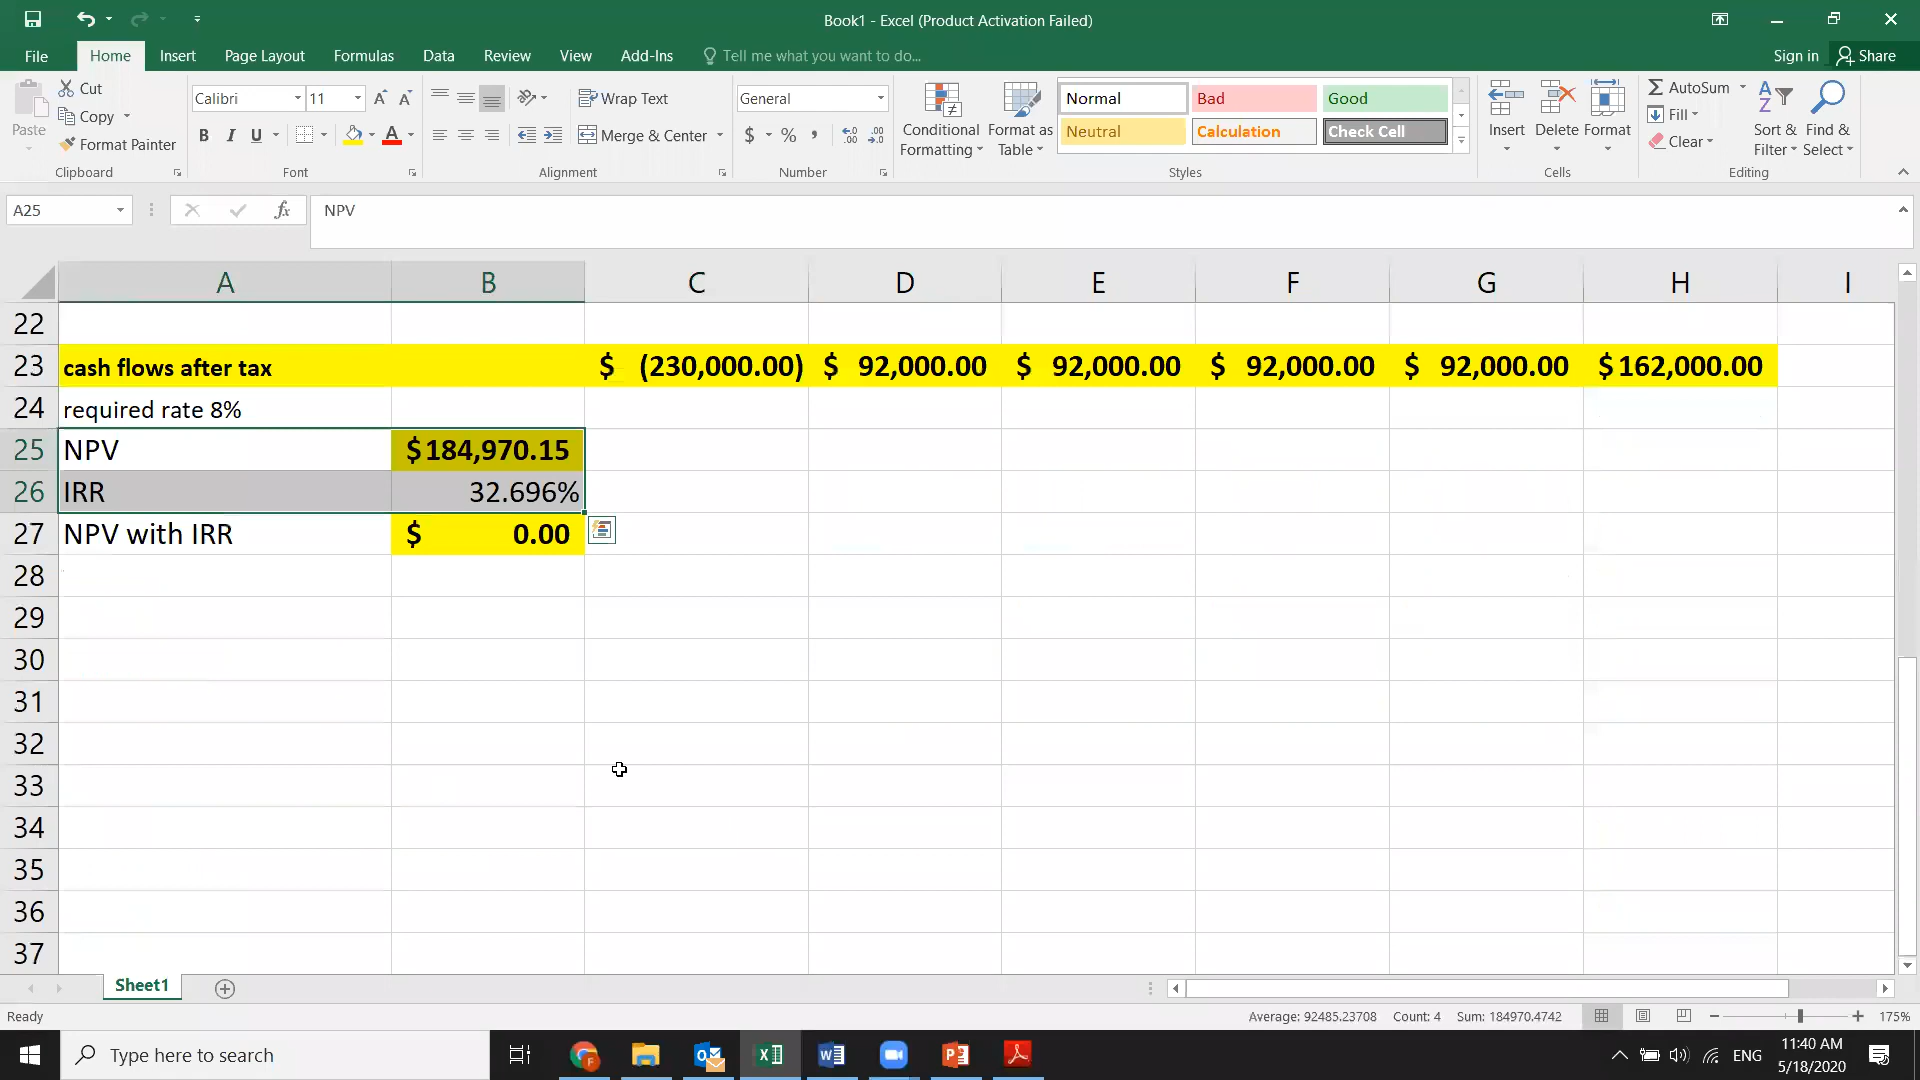 Book1 - Excel (Product Activation Failed)
File Home Insert Page Layout Formulas Data Review View Add-Ins Tell me what you want to do... Sign in Share
Paste
Cut
Copy
Format Painter
Clipboard
Calibri 11
B I U
Font
Wrap Text
Merge & Center
Alignment
General
$ % ,
Number
Conditional Formatting
Format as Table
Normal Bad Good
Neutral Calculation Check Cell
Styles
Insert Delete Format
Cells
AutoSum
Fill
Clear
Sort & Filter
Find & Select
Editing
A25 fx NPV
A B C D E F G H I
22
23 cash flows after tax $ (230,000.00) $ 92,000.00 $ 92,000.00 $ 92,000.00 $ 92,000.00 $162,000.00
24 required rate 8%
25 NPV $184,970.15
26 IRR 32.696%
27 NPV with IRR $ 0.00
28
29
30
31
32
33
34
35
36
37
Sheet1
Ready Average: 92485.23708 Count: 4 Sum: 184970.4742 175%
Type here to search ENG 11:40 AM
5/18/2020